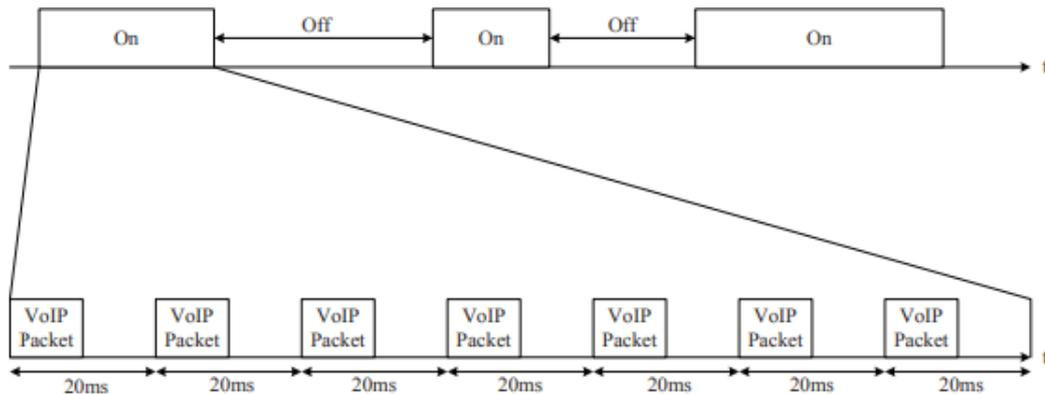 On
Off
On
Off
On
t
VoIP
Packet
VoIP
Packet
VoIP
Packet
VoIP
Packet
VoIP
Packet
VoIP
Packet
VoIP
Packet
t
20ms
20ms
20ms
20ms
20ms
20ms
20ms